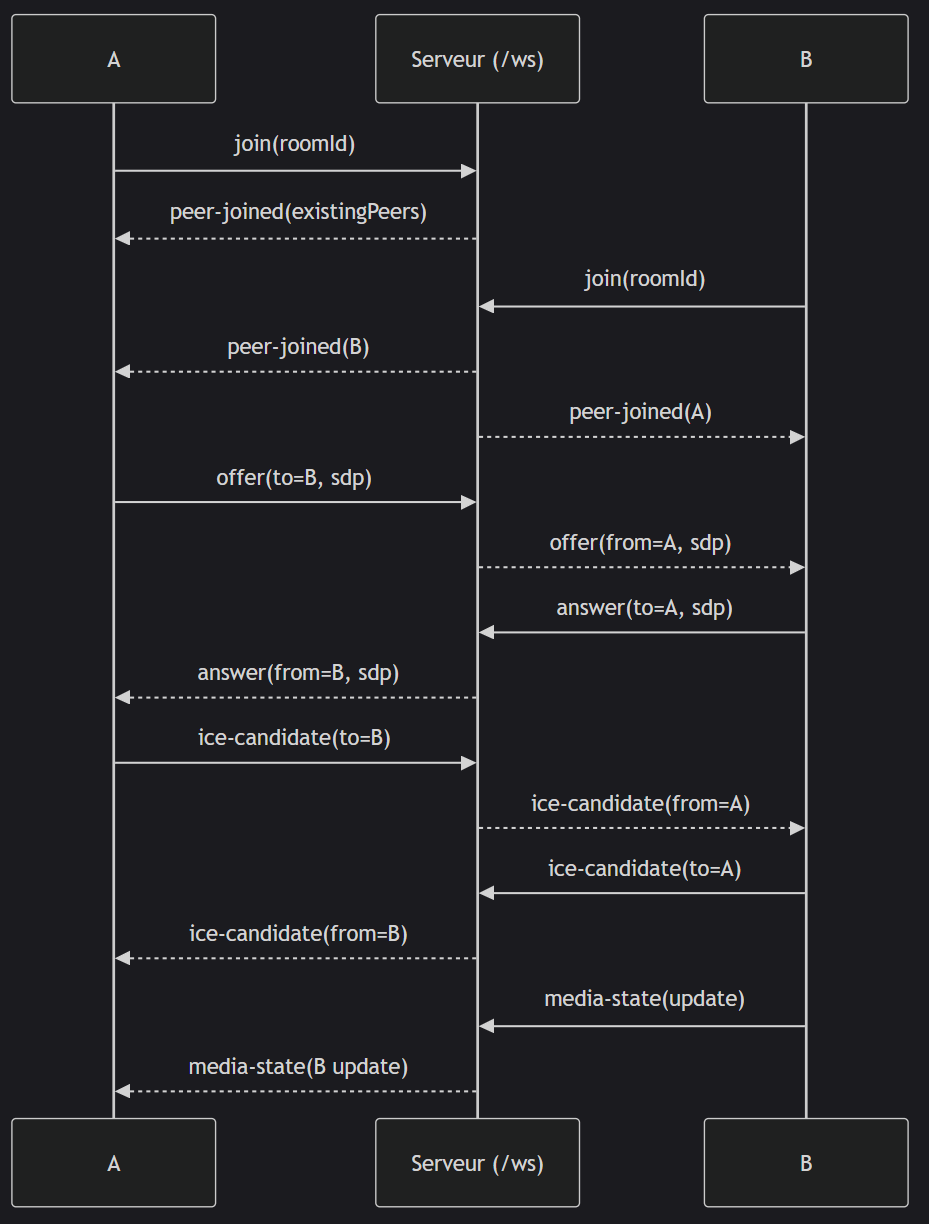 A
Serveur (/ws)
B
join(roomId)
peer-joined(existingPeers)
join(roomId)
peer-joined(B)
peer-joined(A)
offer(to=B, sdp)
offer(from=A, sdp)
answer(to=A, sdp)
answer(from=B, sdp)
ice-candidate(to=B)
ice-candidate(from=A)
ice-candidate(to=A)
ice-candidate(from=B)
media-state(update)
media-state(B update)
A
Serveur (/ws)
B